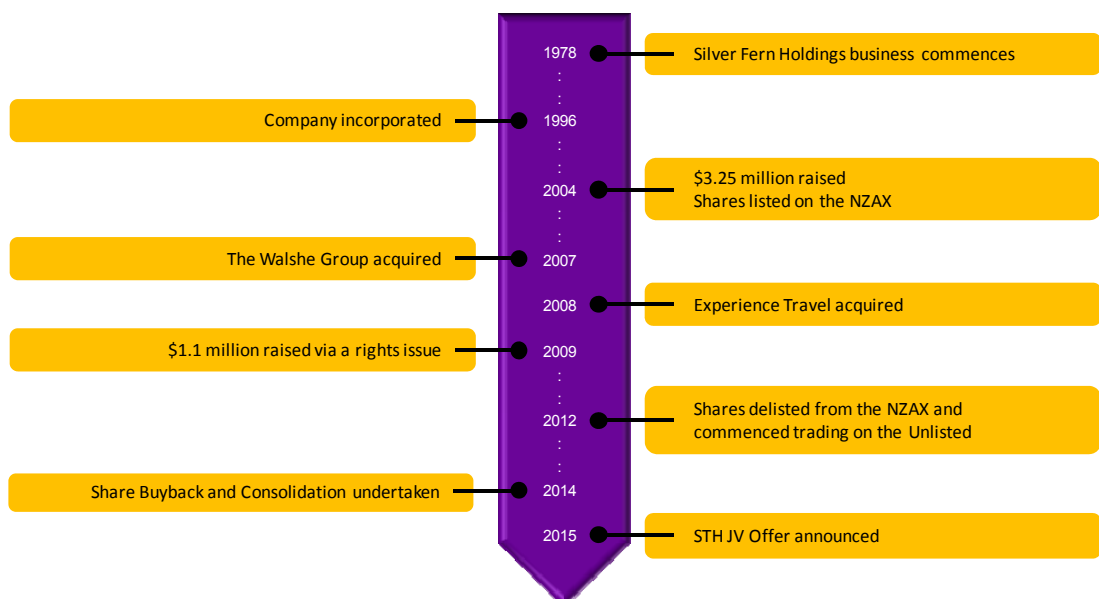 1978
Silver Fern Holdings business commences
:
:
Company incorporated
1996
:
:
2004
$3.25 million raised
Shares listed on the NZAX
:
:
The Walshe Group acquired
2007
2008
Experience Travel acquired
$1.1 million raised via a rights issue
2009
:
:
2012
Shares delisted from the NZAX and
commenced trading on the Unlisted
:
:
Share Buyback and Consolidation undertaken
2014
2015
STH JV Offer announced